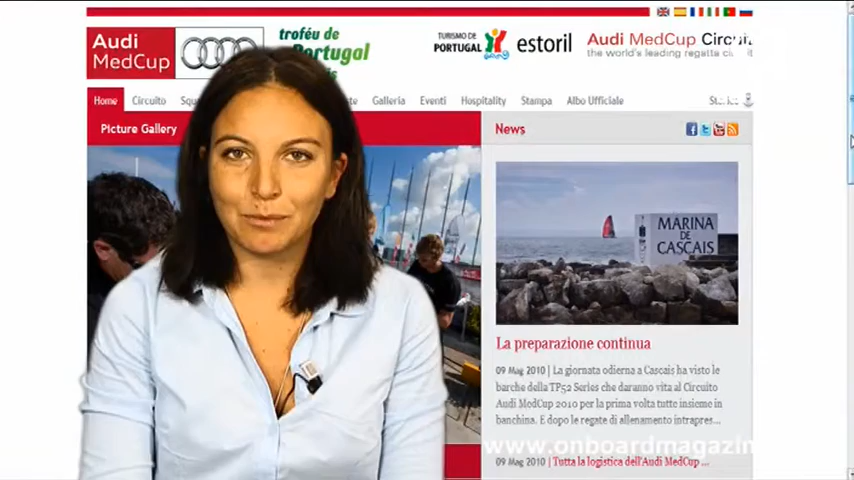 Audi
MedCup
troféu de
Portugal
TURISMO DE
PORTUGAL
estoril
Audi MedCup Circuit
the world's leading regatta circuit
Home
Circuito
Galleria
Eventi
Hospitality
Stampa
Albo Ufficiale
Picture Gallery
News
MARINA
DE
CASCAIS
La preparazione continua
09 Mag 2010 | La giornata odierna a Cascais ha visto le
barche della TP52 Series che daranno vita al Circuito
Audi MedCup 2010 per la prima volta tutte insieme in
banchina. E dopo le regate di allenamento intrapres...
www.onboardmagazin
09 Mag 2010 | Tutta la logistica dell'Audi MedCup ...